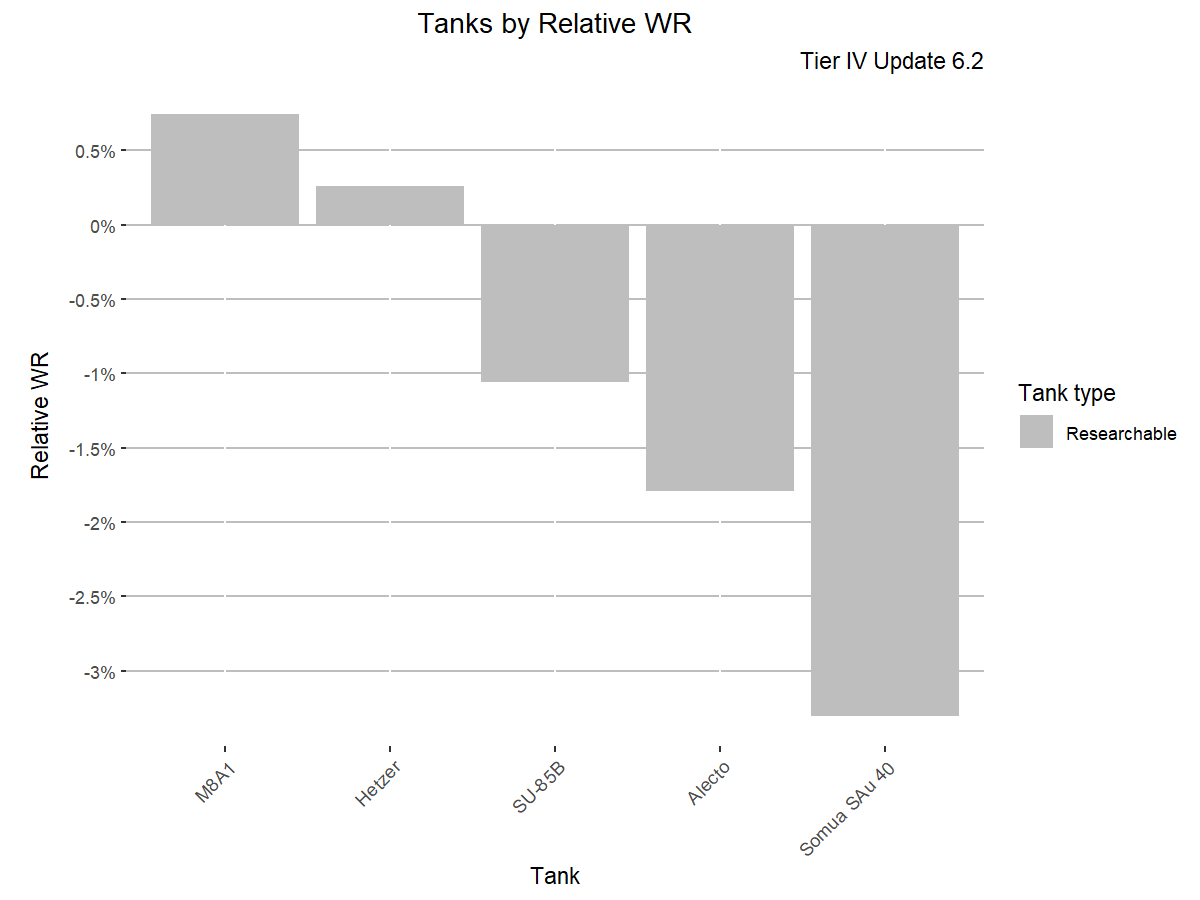 Tanks by Relative WR
Tier IV Update 6.2
0.5%
0%
-0.5%
-1%
-1.5%
-2%
-2.5%
-3%
Relative WR
M8A1
Hetzer
SU-85B
Alecto
Somua SAu 40
Tank
Tank type
Researchable